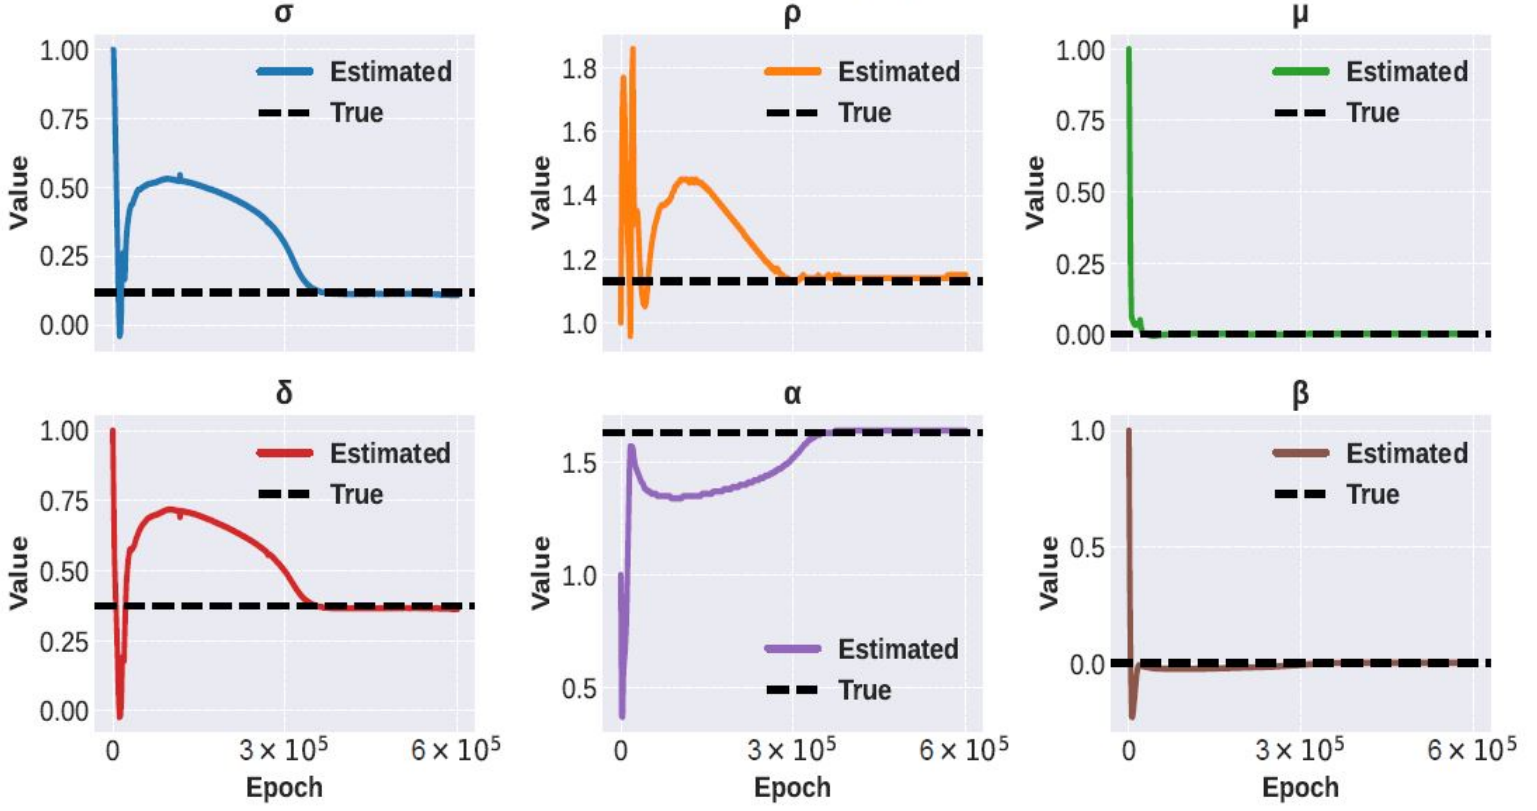 σ
1.00
0.75
0.50
0.25
0.00
Value
Estimated
True
ρ
1.8
1.6
1.4
1.2
1.0
Value
Estimated
True
μ
1.00
0.75
0.50
0.25
0.00
Value
Estimated
True
δ
1.00
0.75
0.50
0.25
0.00
Value
Estimated
True
0 3 × 10⁵ 6 × 10⁵
Epoch
α
1.5
1.0
0.5
Value
Estimated
True
0 3 × 10⁵ 6 × 10⁵
Epoch
β
1.0
0.5
0.0
Value
Estimated
True
0 3 × 10⁵ 6 × 10⁵
Epoch